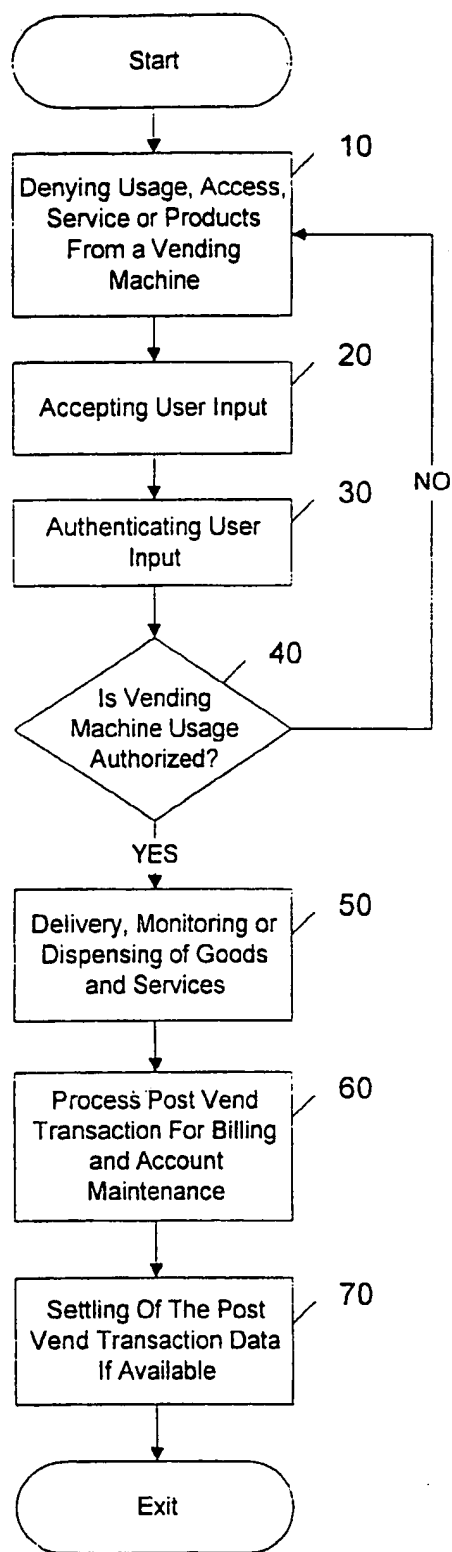 Start
10
Denying Usage, Access,
Service or Products
From a Vending
Machine
20
Accepting User Input
30
Authenticating User
Input
NO
40
Is Vending
Machine Usage
Authorized?
YES
50
Delivery, Monitoring or
Dispensing of Goods
and Services
60
Process Post Vend
Transaction For Billing
and Account
Maintenance
70
Settling Of The Post
Vend Transaction Data
If Available
Exit